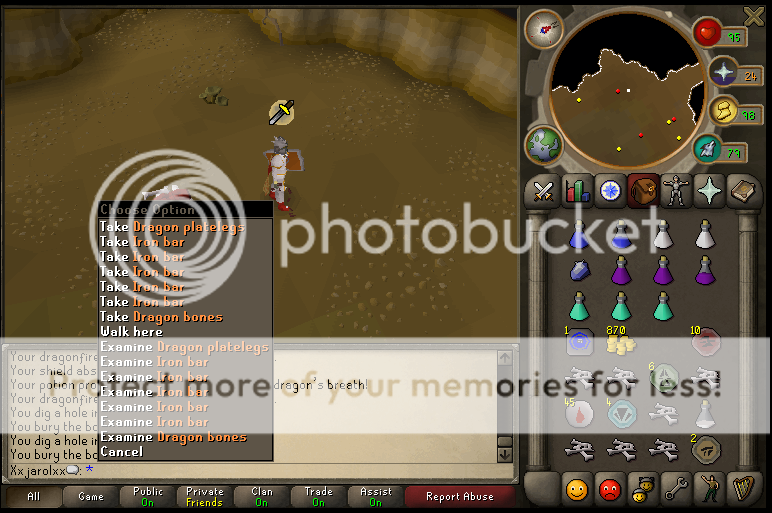 95
24
98
79
Choose Option
Take Dragon platelegs
Take Iron bar
Take Iron bar
Take Iron bar
Take Iron bar
Take Iron bar
Take Dragon bones
Walk here
Examine Dragon platelegs
Examine Iron bar
Examine Iron bar
Examine Iron bar
Examine Iron bar
Examine Iron bar
Examine Dragon bones
Cancel
photobucket
Protect more of your memories for less!
Your dragonfire
Your shield abs
Your potion pro dragon's breath!
Your dragonfire
You dig a hole in
You bury the bo
You dig a hole in
You bury the bo
Xxjarolxx: *
1
870
10
6
45
4
2
All
Game
Public
On
Private
Friends
Clan
On
Trade
On
Assist
On
Report Abuse